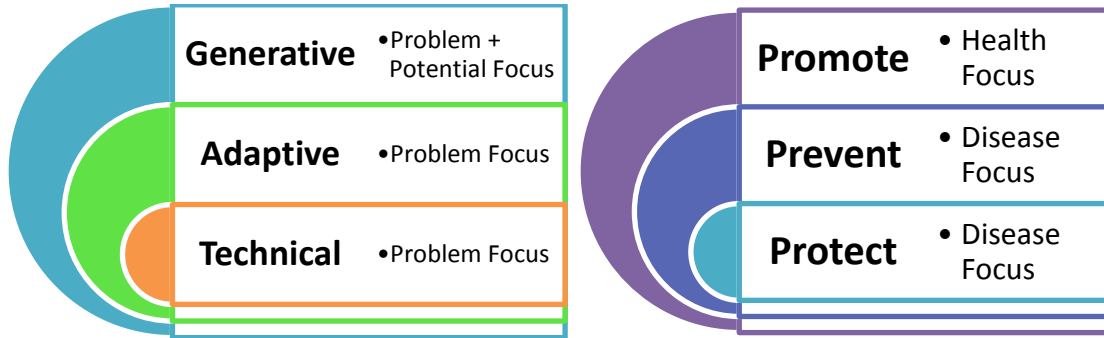 Generative
•Problem +
Potential Focus
Adaptive
•Problem Focus
Technical
•Problem Focus
Promote
• Health
Focus
Prevent
• Disease
Focus
Protect
• Disease
Focus